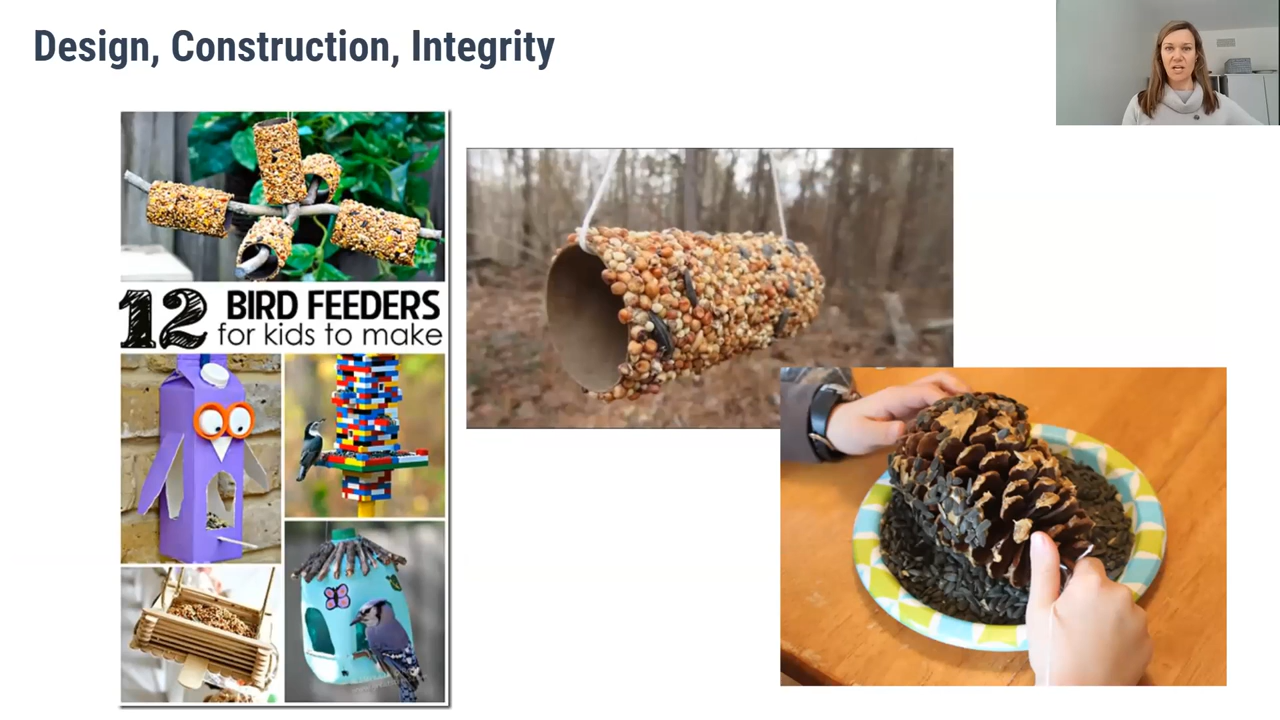 Design, Construction, Integrity
12 BIRD FEEDERS
for kids to make